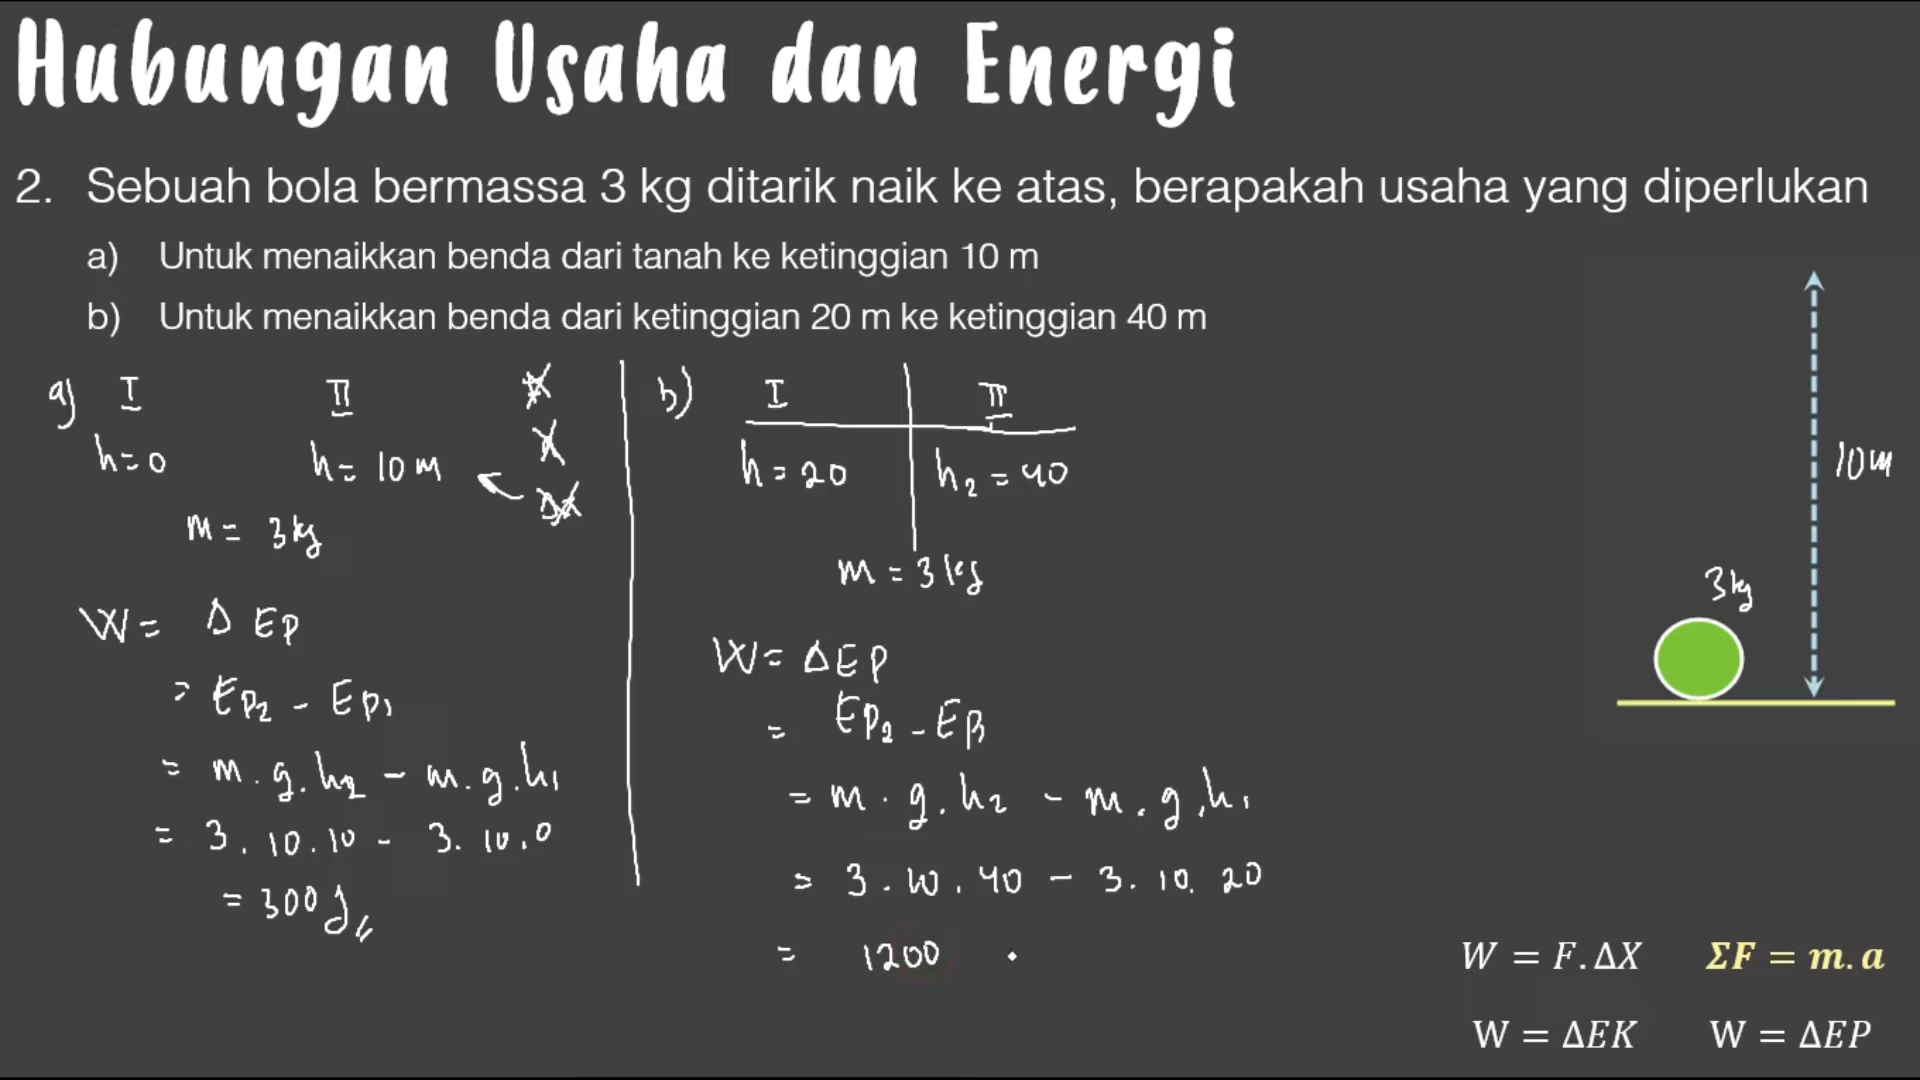 Hubungan Usaha dan Energi
2. Sebuah bola bermassa 3 kg ditarik naik ke atas, berapakah usaha yang diperlukan
a) Untuk menaikkan benda dari tanah ke ketinggian 10 m
b) Untuk menaikkan benda dari ketinggian 20 m ke ketinggian 40 m
a) I II
h=0 h= 10 m
m= 3 kg
W= Δ EP
= EP2 - EP1
= m.g.h2 - m.g.h1
= 3.10.10 - 3.10.0
= 300 J
b) I II
h=20 h2=40
m=3 kg
W= ΔEP
= EP2 - EP1
= m.g.h2 - m.g.h1
= 3.10.40 - 3.10.20
= 1200
10m
3 kg
W = F.ΔX ΣF = m.a
W = ΔEK W = ΔEP